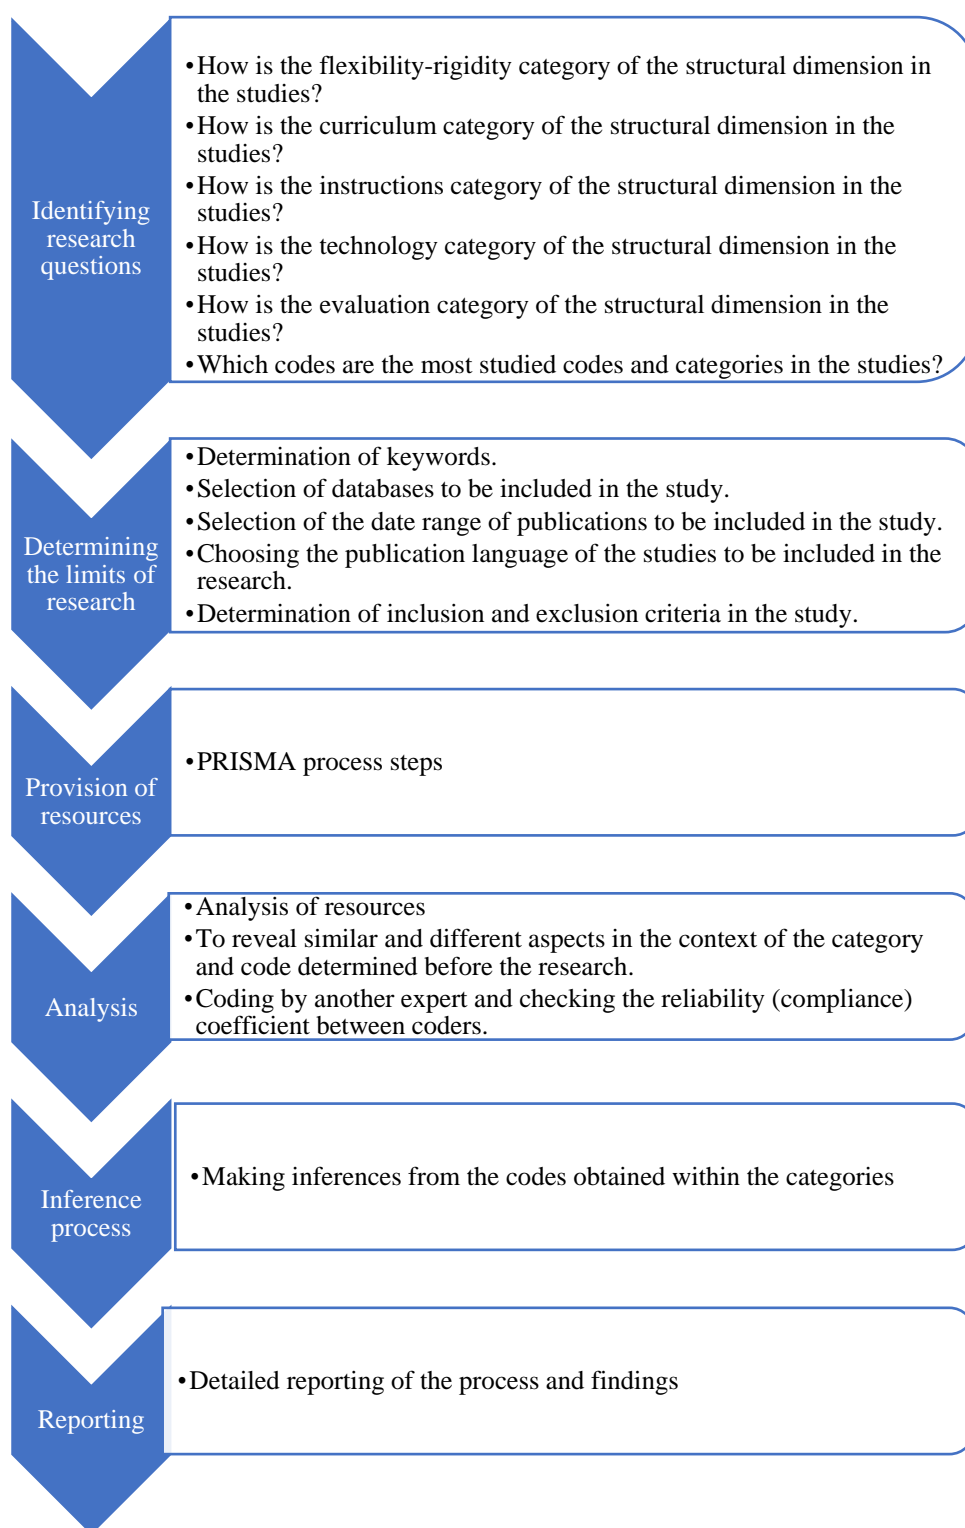 Identifying
research
questions
•How is the flexibility-rigidity category of the structural dimension in
the studies?
•How is the curriculum category of the structural dimension in the
studies?
•How is the instructions category of the structural dimension in the
studies?
•How is the technology category of the structural dimension in the
studies?
•How is the evaluation category of the structural dimension in the
studies?
•Which codes are the most studied codes and categories in the studies?
Determining
the limits of
research
•Determination of keywords.
•Selection of databases to be included in the study.
•Selection of the date range of publications to be included in the study.
•Choosing the publication language of the studies to be included in the
research.
•Determination of inclusion and exclusion criteria in the study.
Provision of
resources
•PRISMA process steps
Analysis
•Analysis of resources
•To reveal similar and different aspects in the context of the category
and code determined before the research.
•Coding by another expert and checking the reliability (compliance)
coefficient between coders.
Inference
process
•Making inferences from the codes obtained within the categories
Reporting
•Detailed reporting of the process and findings